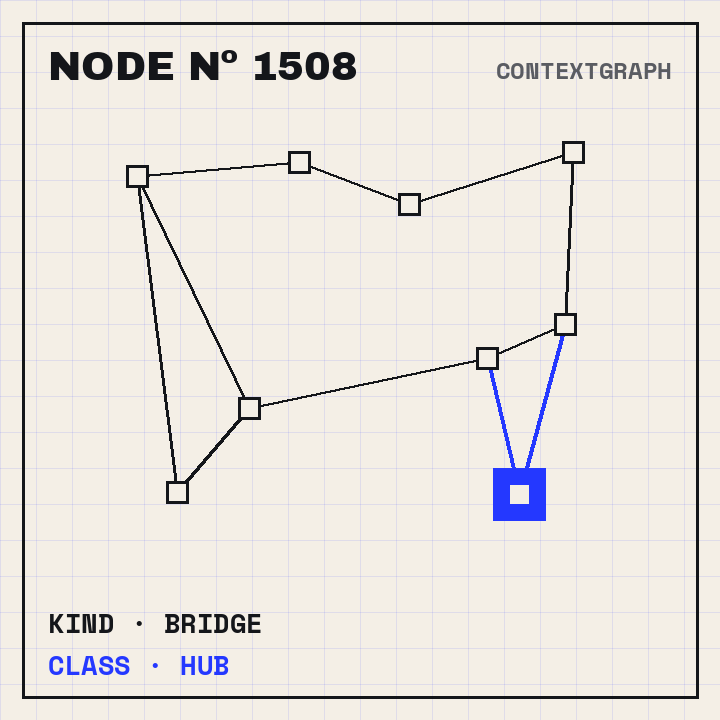 NODE Nº 1508
CONTEXTGRAPH
KIND · BRIDGE
CLASS · HUB